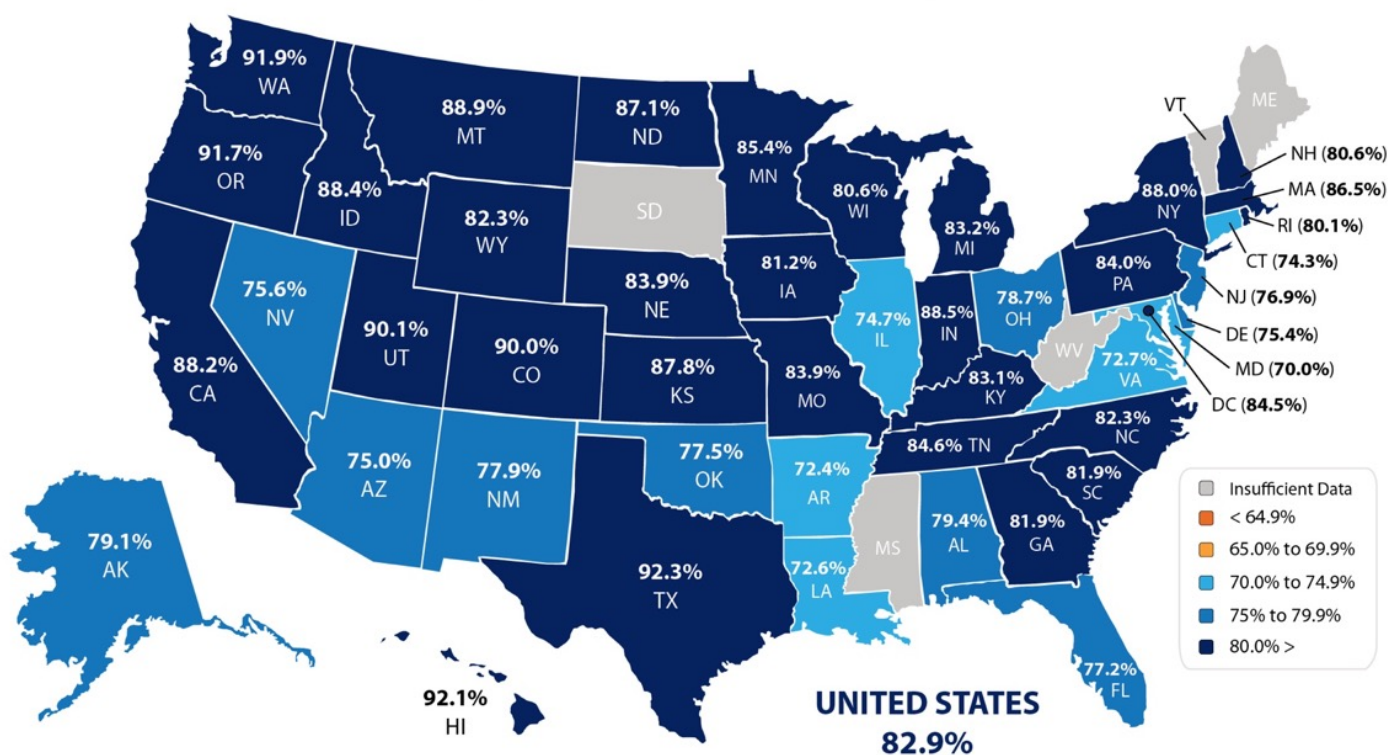 91.9%
WA
88.9%
MT
87.1%
ND
85.4%
MN
VT
ME
NH (80.6%)
91.7%
OR
88.4%
ID
82.3%
WY
SD
80.6%
WI
83.2%
MI
88.0%
NY
MA (86.5%)
RI (80.1%)
CT (74.3%)
75.6%
NV
83.9%
NE
81.2%
IA
74.7%
IL
88.5%
IN
78.7%
OH
84.0%
PA
NJ (76.9%)
DE (75.4%)
MD (70.0%)
DC (84.5%)
88.2%
CA
90.1%
UT
90.0%
CO
87.8%
KS
83.9%
MO
83.1%
KY
WV
72.7%
VA
75.0%
AZ
77.9%
NM
77.5%
OK
72.4%
AR
84.6% TN
82.3%
NC
81.9%
SC
79.1%
AK
92.3%
TX
72.6%
LA
MS
79.4%
AL
81.9%
GA
Insufficient Data
< 64.9%
65.0% to 69.9%
70.0% to 74.9%
75% to 79.9%
80.0% >
92.1%
HI
77.2%
FL
UNITED STATES
82.9%